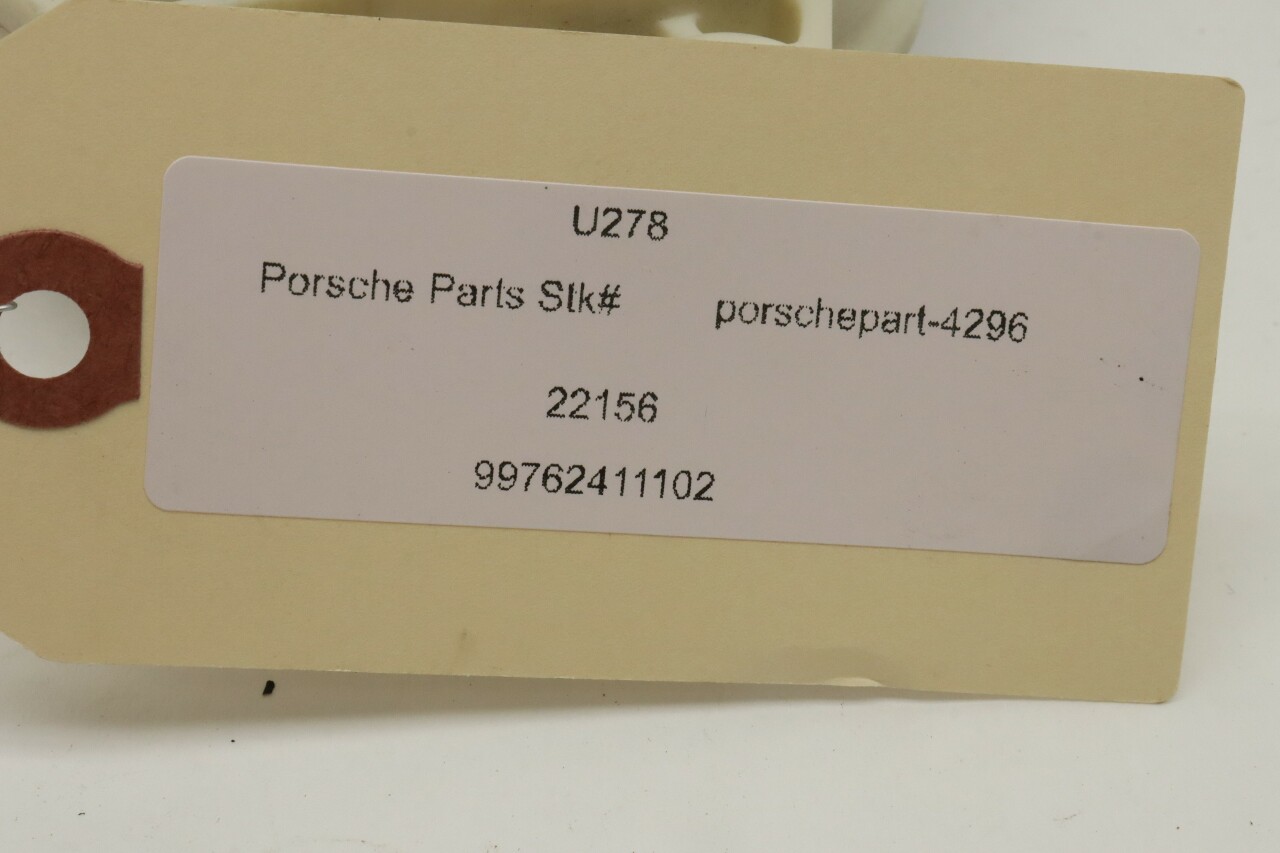 U278
Porsche Parts Stk# porschepart-4296
22156
99762411102